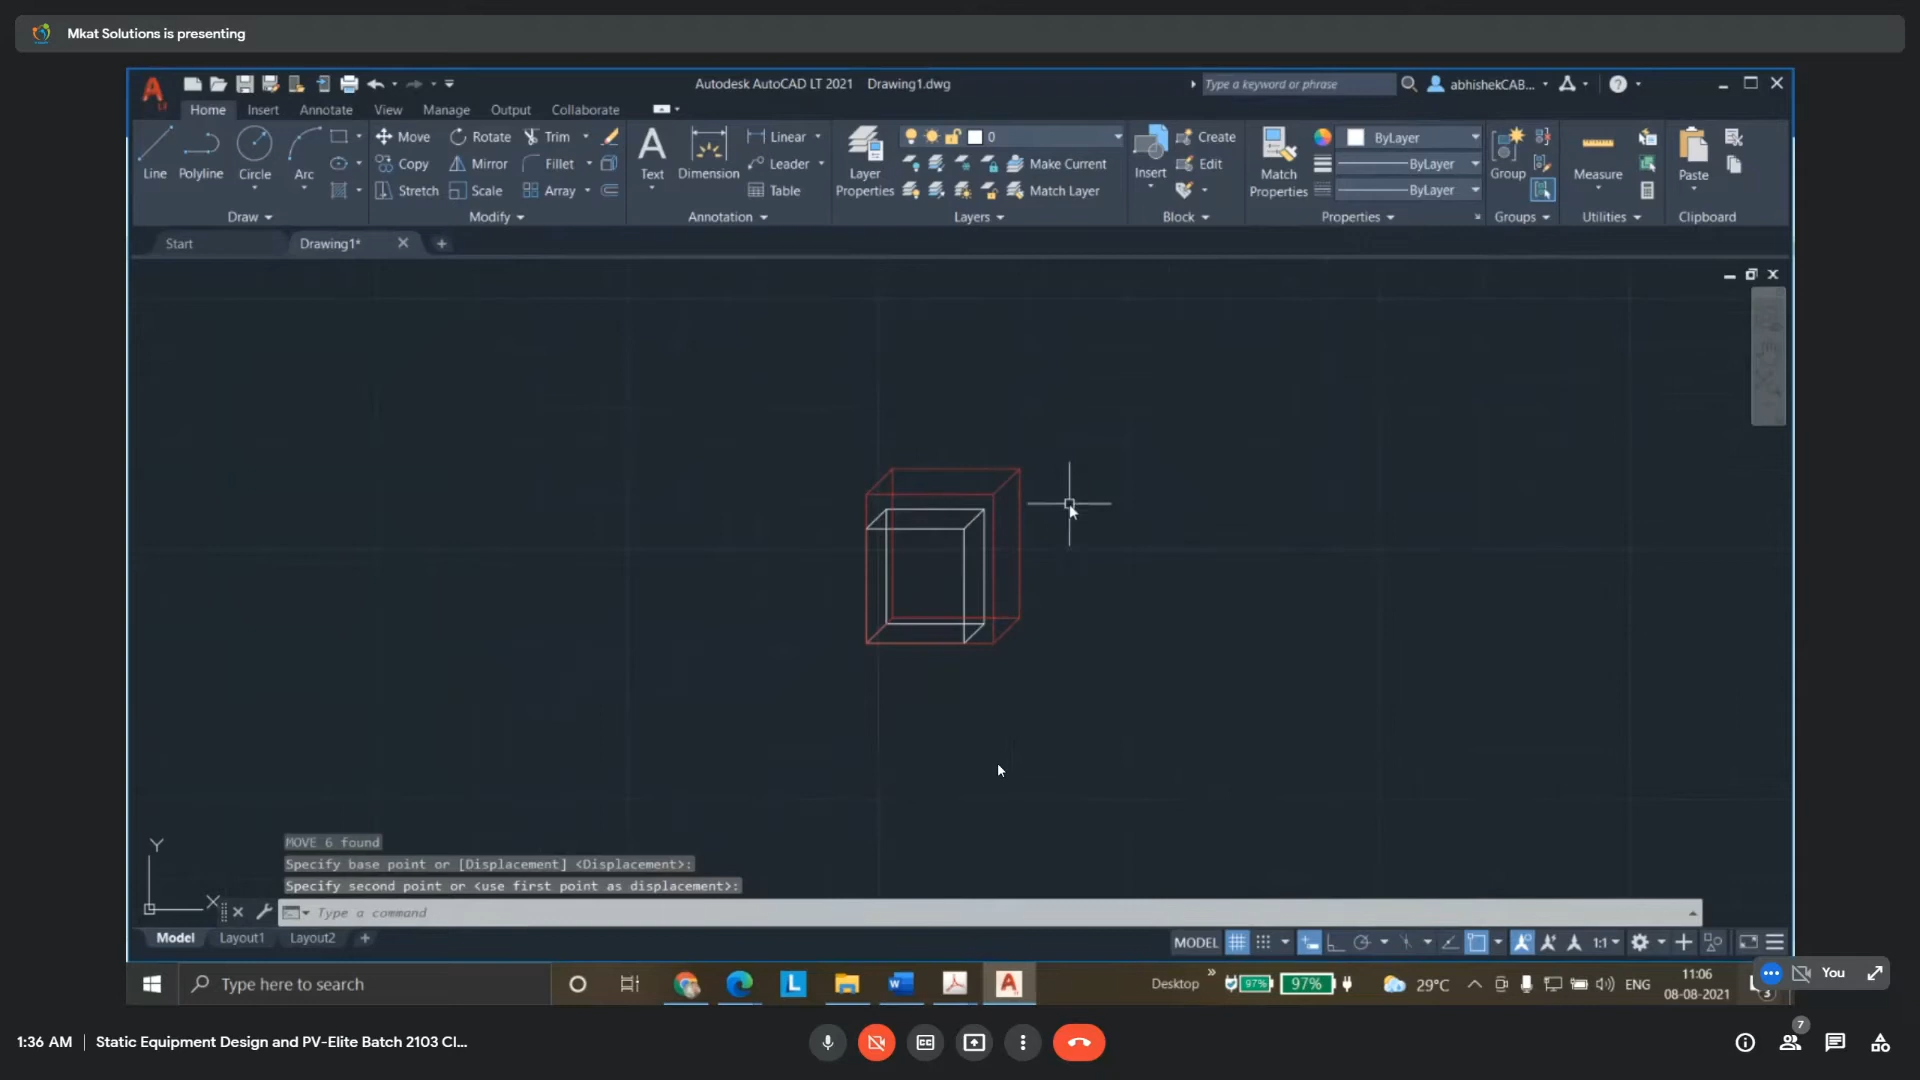 Mkat Solutions is presenting
Autodesk AutoCAD LT 2021 Drawing1.dwg
Type a keyword or phrase
abhishekCAB...
Home Insert Annotate View Manage Output Collaborate
Line Polyline Circle Arc
Move Rotate Trim
Copy Mirror Fillet
Stretch Scale Array
Text Dimension
Linear
Leader
Table
Layer Properties
0
Make Current
Match Layer
Insert
Create
Edit
Match Properties
ByLayer
ByLayer
ByLayer
Group
Measure
Paste
Draw Modify Annotation Layers Block Properties Groups Utilities Clipboard
Start Drawing1*
MOVE 6 found
Specify base point or [Displacement] <Displacement>:
Specify second point or <use first point as displacement>:
Y
X
Type a command
Model Layout1 Layout2
MODEL 1:1
Type here to search
L
W
A
Desktop
97%
97%
29°C
ENG
11:06
08-08-2021
3
You
1:36 AM | Static Equipment Design and PV-Elite Batch 2103 Cl...
CC
7